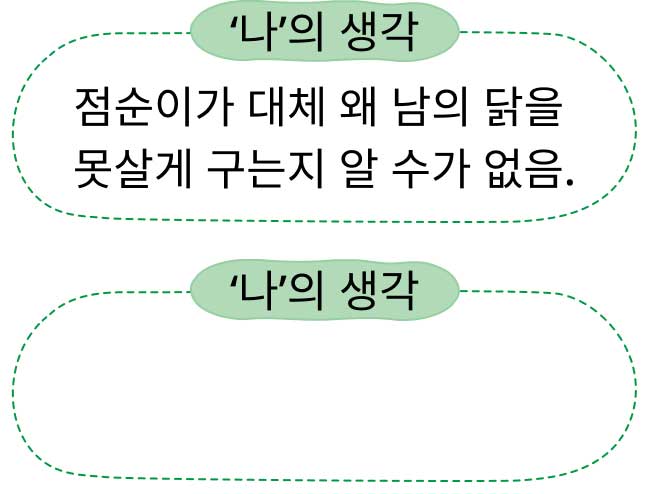 ‘나’의 생각
점순이가 대체 왜 남의 닭을
못살게 구는지 알 수가 없음.
‘나’의 생각